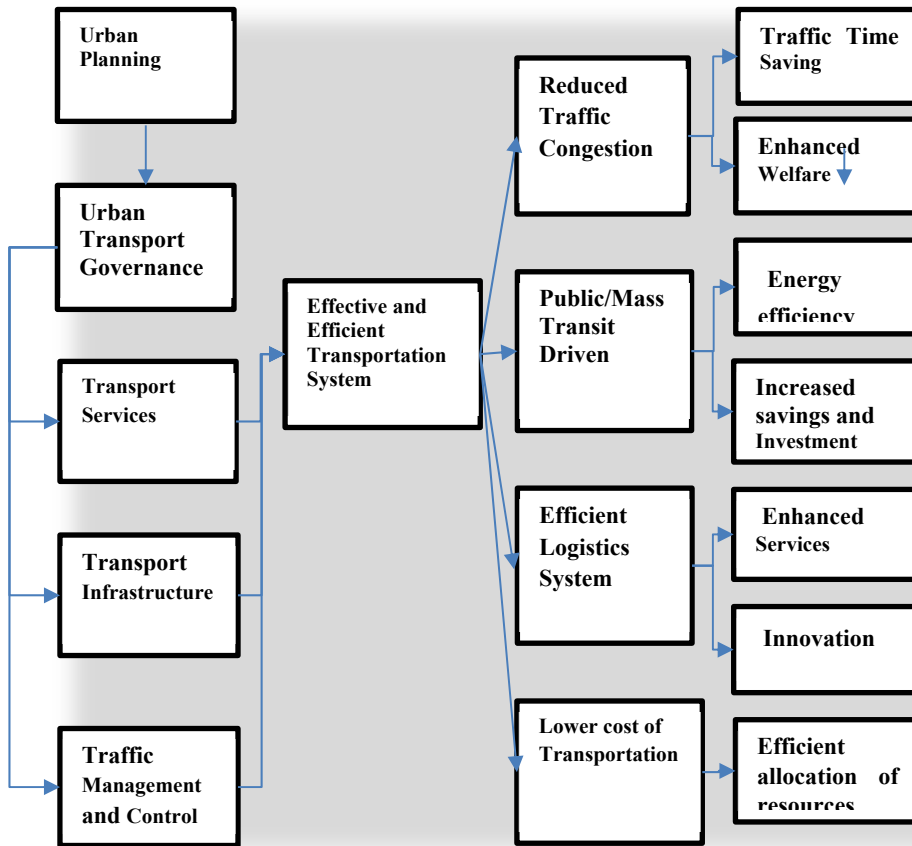 Urban
Planning
Urban
Transport
Governance
Transport
Services
Transport
Infrastructure
Traffic
Management
and Control
Effective and
Efficient
Transportation
System
Reduced
Traffic
Congestion
Public/Mass
Transit
Driven
Efficient
Logistics
System
Lower cost of
Transportation
Traffic Time
Saving
Enhanced
Welfare
Energy
efficiency
Increased
savings and
Investment
Enhanced
Services
Innovation
Efficient
allocation of
resources